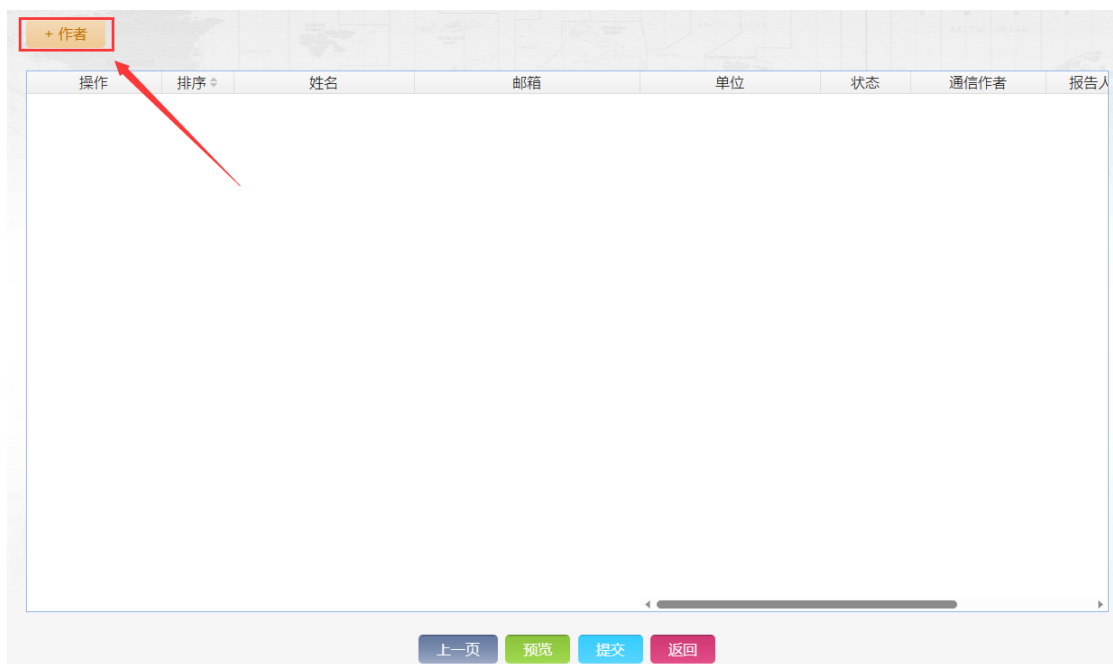 + 作者
操作 排序 姓名 邮箱 单位 状态 通信作者 报告人
上一页 预览 提交 返回